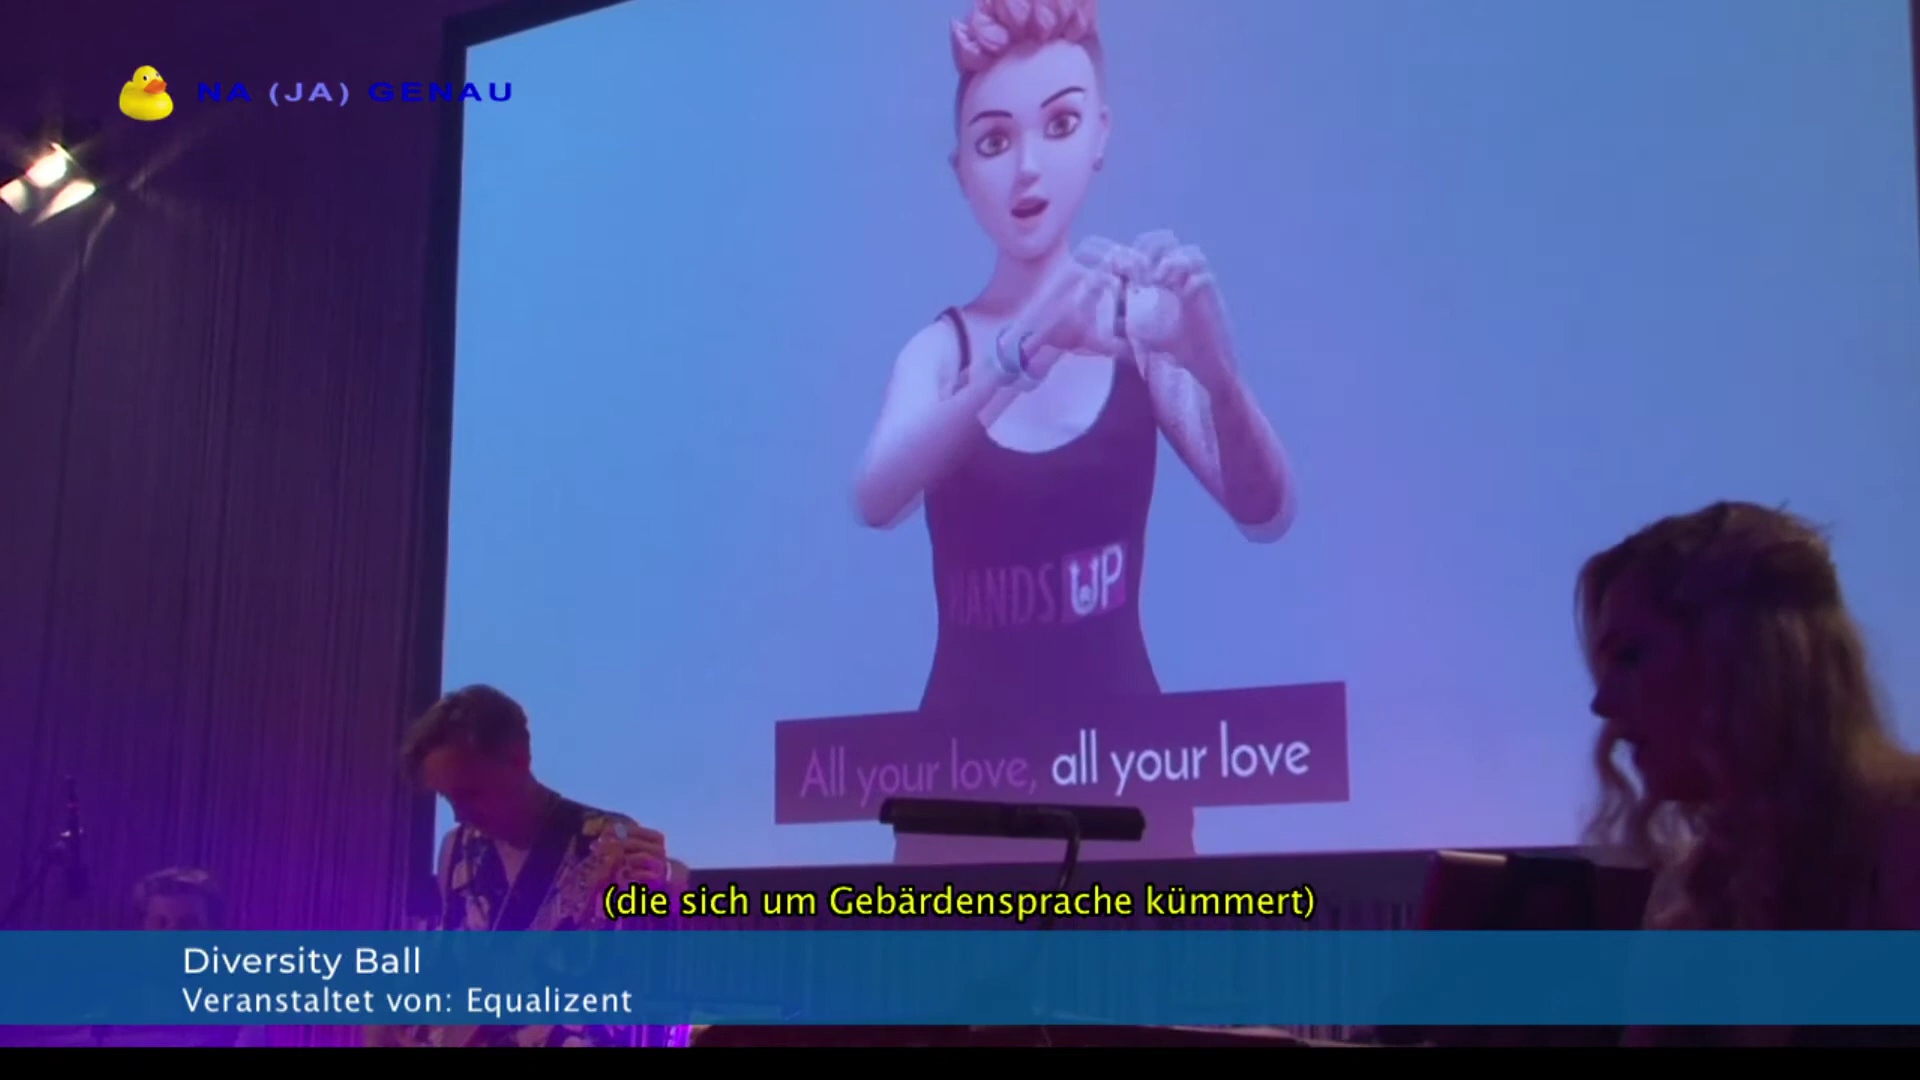 NA (JA) GENAU
HANDS UP
All your love, all your love
(die sich um Gebärdensprache kümmert)
Diversity Ball
Veranstaltet von: Equalizent